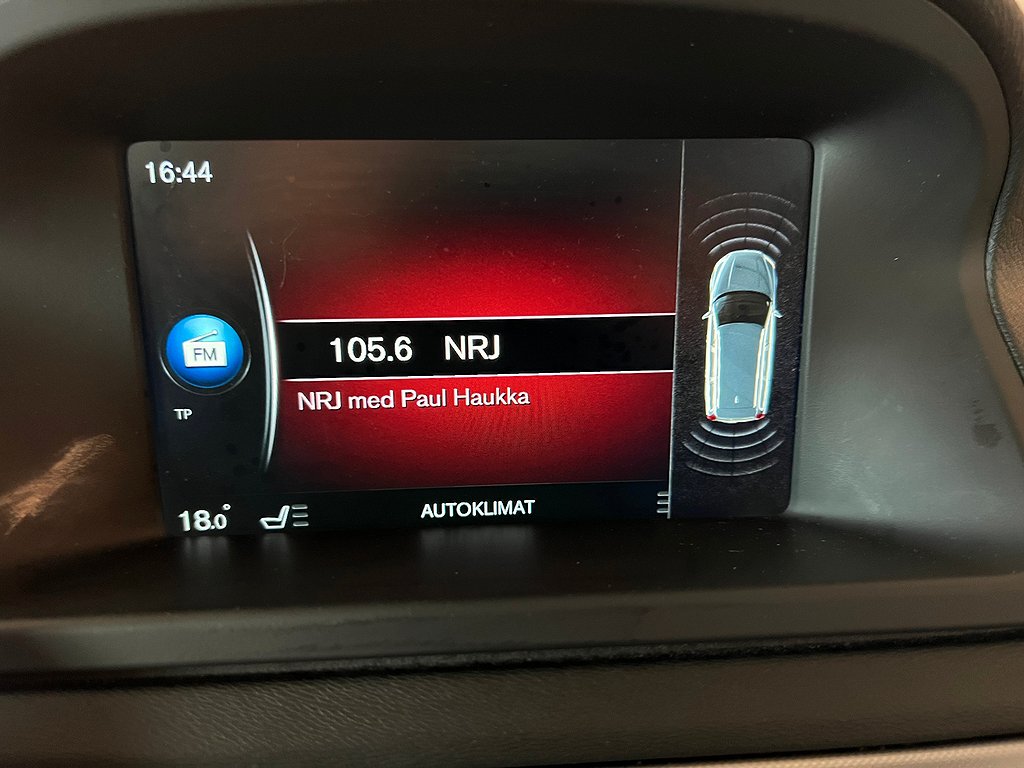 16:44
FM
105.6 NRJ
NRJ med Paul Haukka
TP
18.0° AUTOKLIMAT